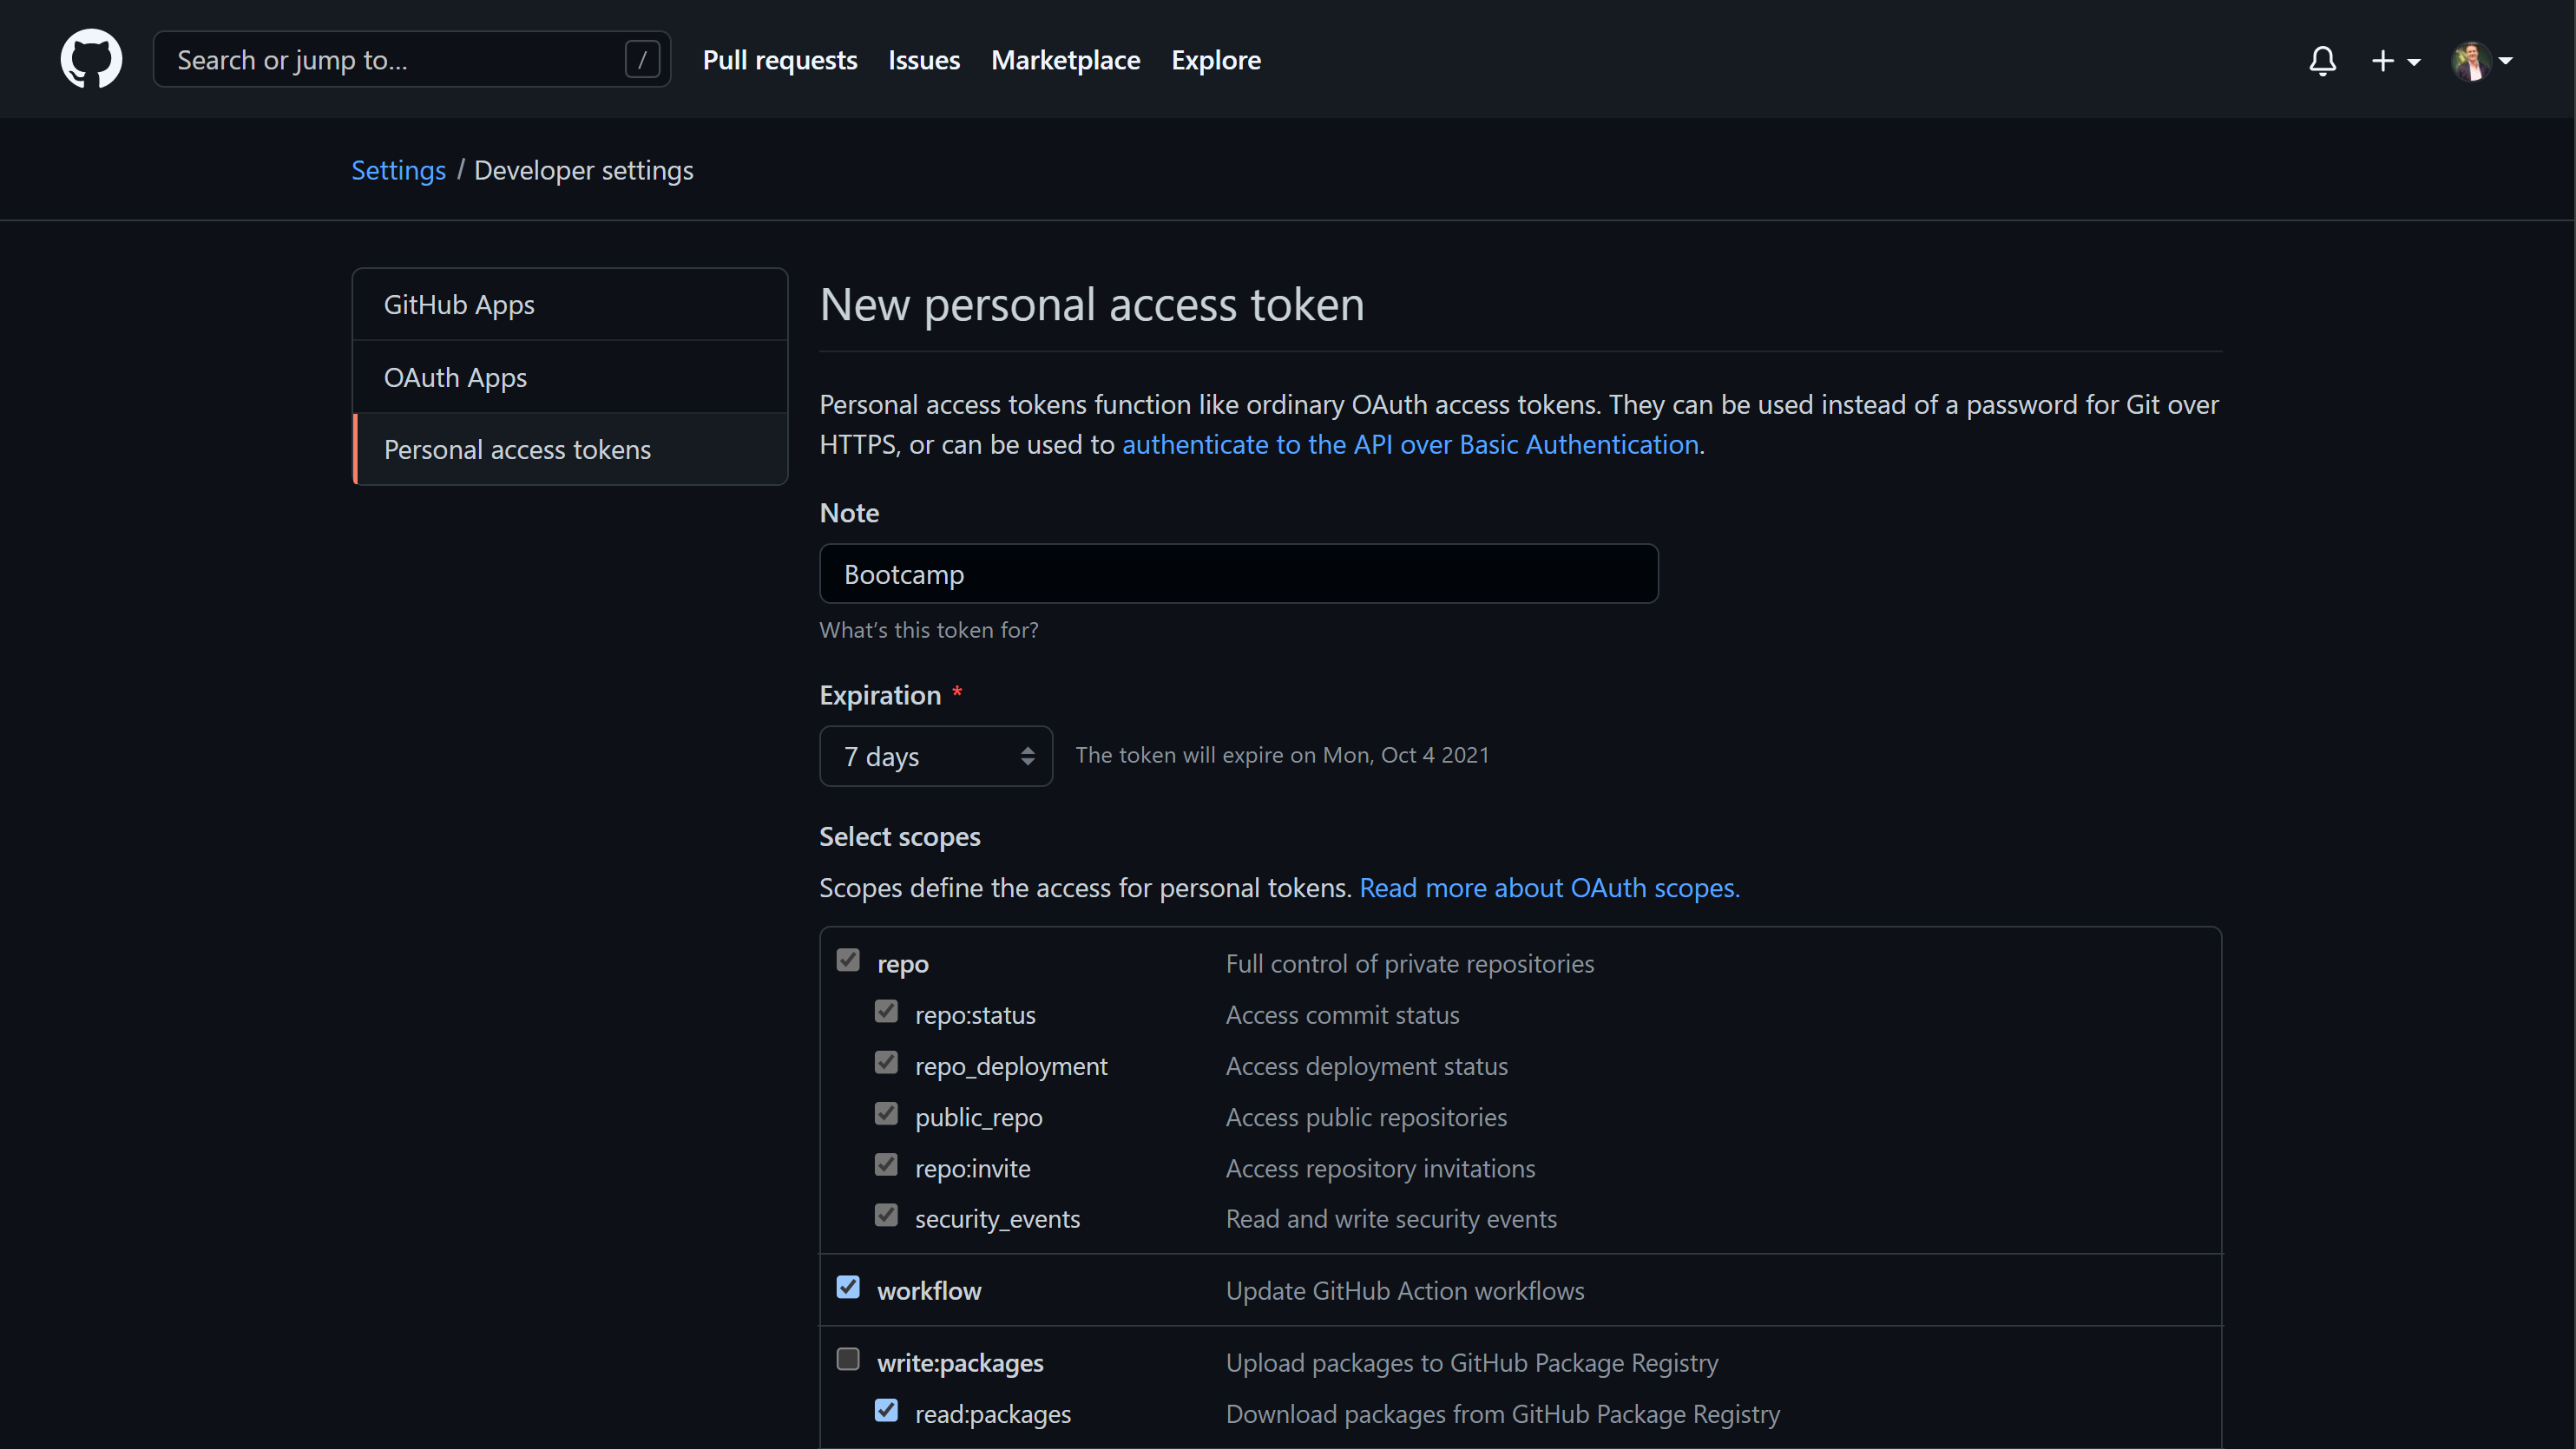 Search or jump to... /
Pull requests
Issues
Marketplace
Explore
Settings / Developer settings
GitHub Apps
OAuth Apps
Personal access tokens
New personal access token
Personal access tokens function like ordinary OAuth access tokens. They can be used instead of a password for Git over
HTTPS, or can be used to authenticate to the API over Basic Authentication.
Note
Bootcamp
What’s this token for?
Expiration *
7 days
The token will expire on Mon, Oct 4 2021
Select scopes
Scopes define the access for personal tokens. Read more about OAuth scopes.
repo Full control of private repositories
repo:status Access commit status
repo_deployment Access deployment status
public_repo Access public repositories
repo:invite Access repository invitations
security_events Read and write security events
workflow Update GitHub Action workflows
write:packages Upload packages to GitHub Package Registry
read:packages Download packages from GitHub Package Registry